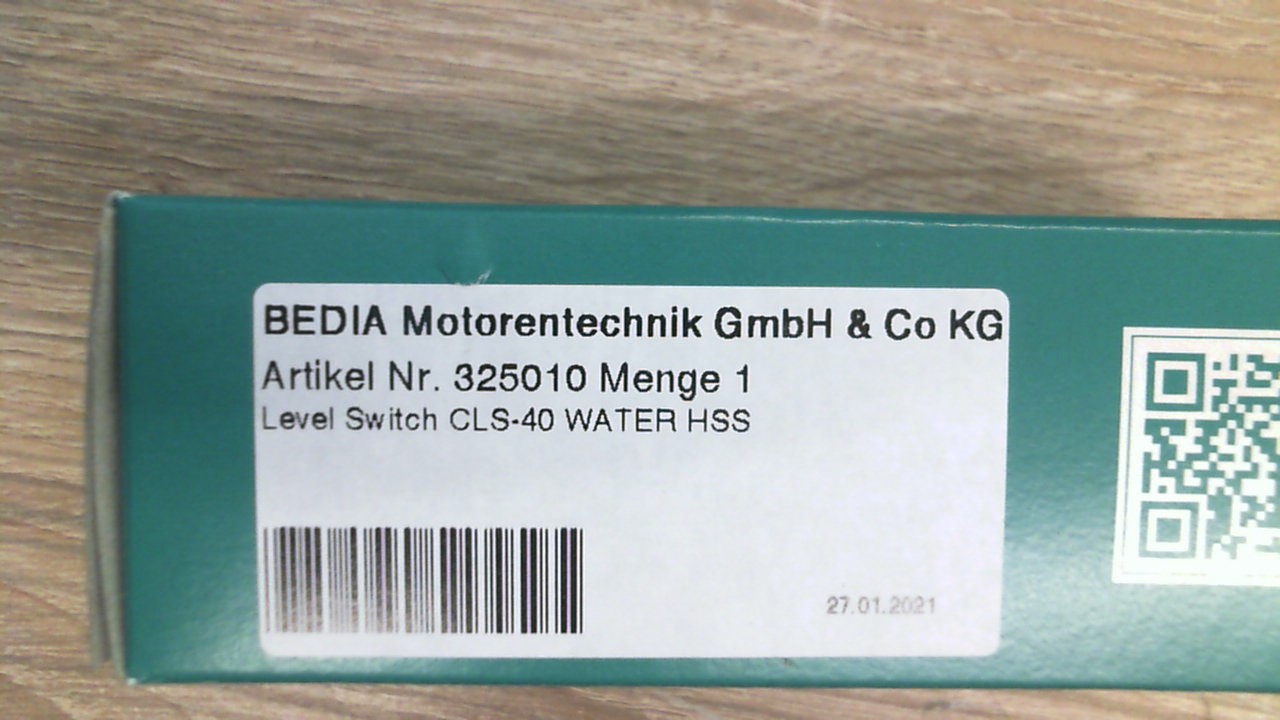 BEDIA Motorentechnik GmbH & Co KG
Artikel Nr. 325010 Menge 1
Level Switch CLS-40 WATER HSS
27.01.2021